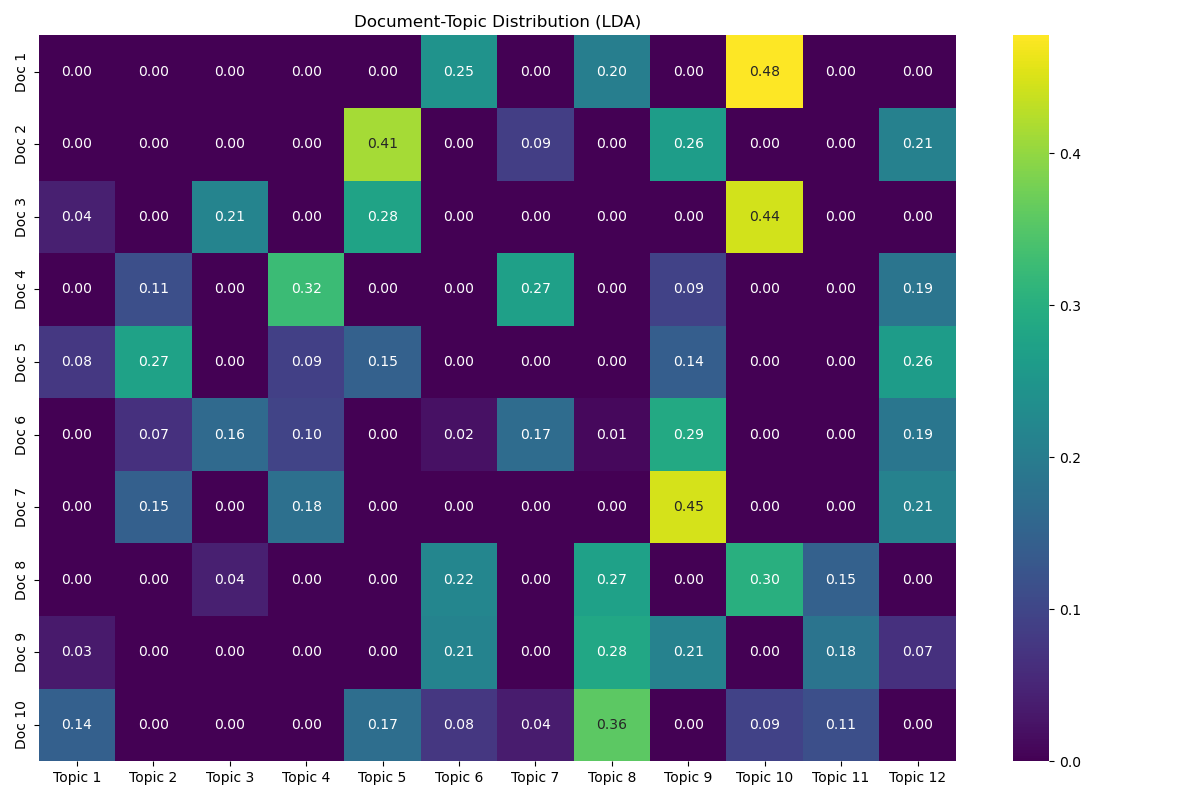 Document-Topic Distribution (LDA)
Doc 1 0.00 0.00 0.00 0.00 0.00 0.25 0.00 0.20 0.00 0.48 0.00 0.00
Doc 2 0.00 0.00 0.00 0.00 0.41 0.00 0.09 0.00 0.26 0.00 0.00 0.21
Doc 3 0.04 0.00 0.21 0.00 0.28 0.00 0.00 0.00 0.00 0.44 0.00 0.00
Doc 4 0.00 0.11 0.00 0.32 0.00 0.00 0.27 0.00 0.09 0.00 0.00 0.19
Doc 5 0.08 0.27 0.00 0.09 0.15 0.00 0.00 0.00 0.14 0.00 0.00 0.26
Doc 6 0.00 0.07 0.16 0.10 0.00 0.02 0.17 0.01 0.29 0.00 0.00 0.19
Doc 7 0.00 0.15 0.00 0.18 0.00 0.00 0.00 0.00 0.45 0.00 0.00 0.21
Doc 8 0.00 0.00 0.04 0.00 0.00 0.22 0.00 0.27 0.00 0.30 0.15 0.00
Doc 9 0.03 0.00 0.00 0.00 0.00 0.21 0.00 0.28 0.21 0.00 0.18 0.07
Doc 10 0.14 0.00 0.00 0.00 0.17 0.08 0.04 0.36 0.00 0.09 0.11 0.00
Topic 1 Topic 2 Topic 3 Topic 4 Topic 5 Topic 6 Topic 7 Topic 8 Topic 9 Topic 10 Topic 11 Topic 12
0.4
0.3
0.2
0.1
0.0